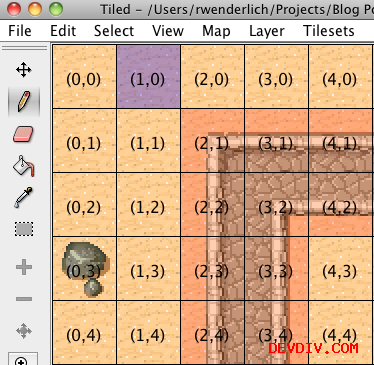 Tiled – /Users/rwenderlich/Projects/Blog Po
File Edit Select View Map Layer Tilesets
(0,0) (1,0) (2,0) (3,0) (4,0)
(0,1) (1,1) (2,1) (3,1) (4,1)
(0,2) (1,2) (2,2) (3,2) (4,2)
(0,3) (1,3) (2,3) (3,3) (4,3)
(0,4) (1,4) (2,4) (3,4) (4,4)
DEVDIV.COM